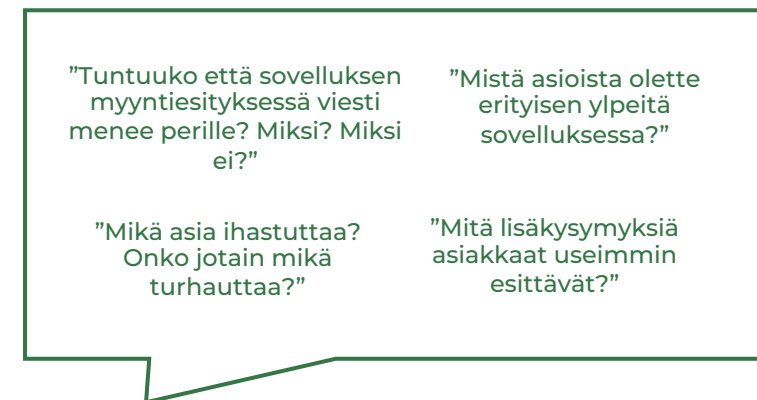 ”Tuntuuko että sovelluksen
myyntiesityksessä viesti
menee perille? Miksi? Miksi
ei?”
”Mistä asioista olette
erityisen ylpeitä
sovelluksessa?”
”Mikä asia ihastuttaa?
Onko jotain mikä
turhauttaa?”
”Mitä lisäkysymyksiä
asiakkaat useimmin
esittävät?”